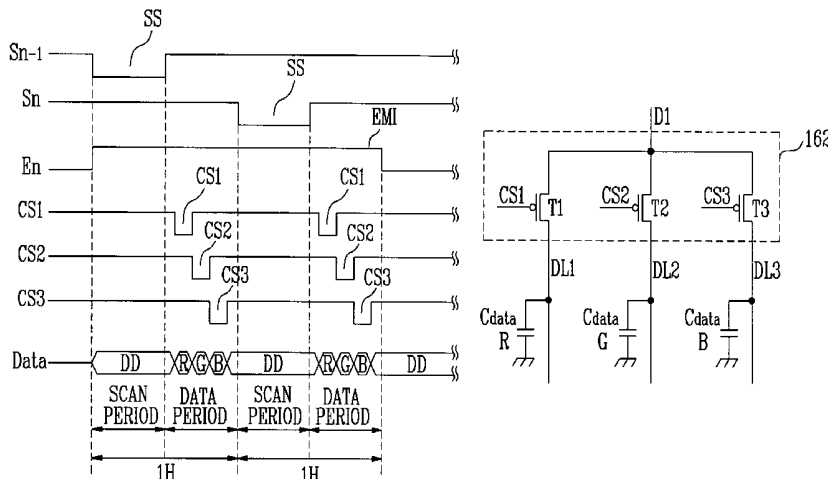 SS
Sn-1
SS
Sn
EMI
En
CS1
CS1
CS1
CS2
CS2
CS2
CS3
CS3
CS3
Data
DD
R
G
B
DD
R
G
B
DD
SCAN PERIOD
DATA PERIOD
SCAN PERIOD
DATA PERIOD
1H
1H
D1
162
CS1
T1
CS2
T2
CS3
T3
DL1
DL2
DL3
Cdata
R
Cdata
G
Cdata
B